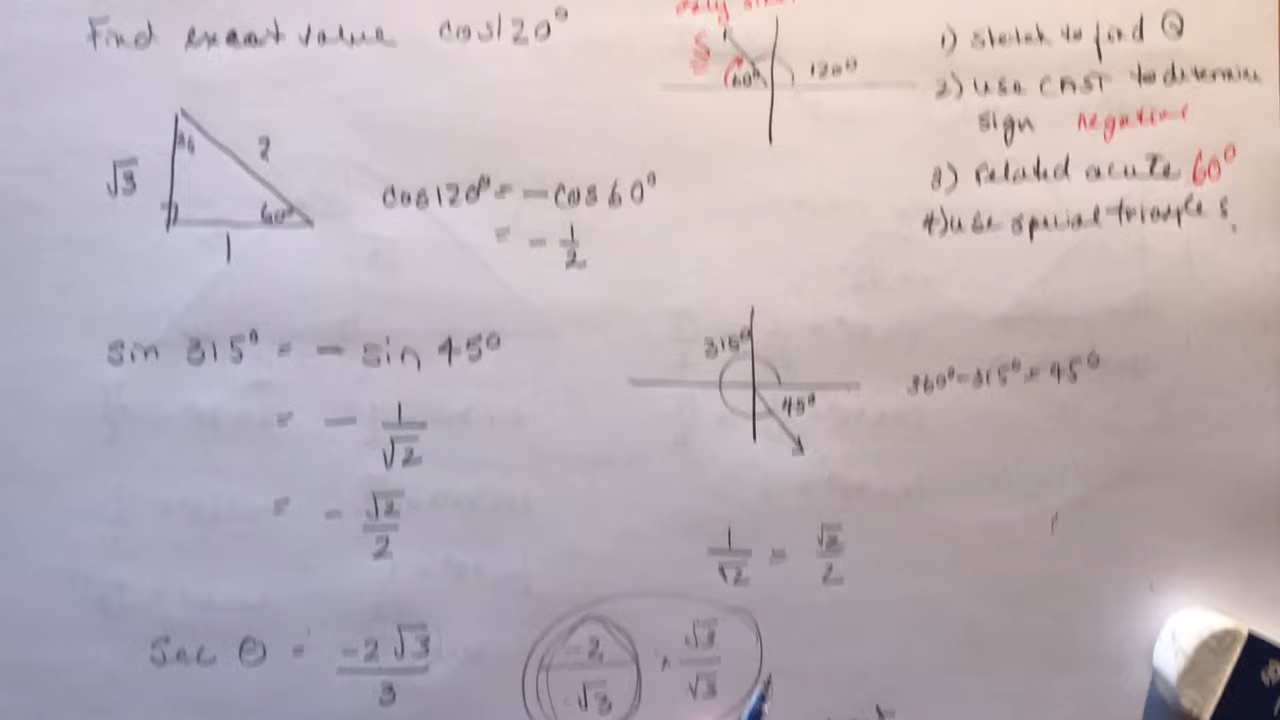 Find exact value cos120°
S
60°
120°
1) sketch to find Q
2) use CAST to determine
sign negative
3) related acute 60°
4) use special triangles
√3
2
60°
1
cos120° = -cos60°
= - 1/2
sin 315° = - sin 45°
= - 1/√2
= - √2/2
315°
45°
360°-315° = 45°
1/√2 = √2/2
sec θ = -2√3/3
-2/√3 × √3/√3